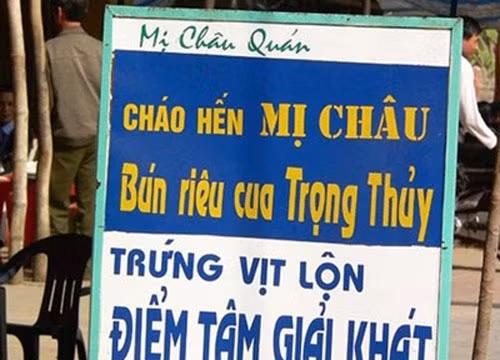 Mị Châu Quán
CHÁO HẾN MỊ CHÂU
Bún riêu cua Trọng Thủy
TRỨNG VỊT LỘN
ĐIỂM TÂM GIẢI KHÁT